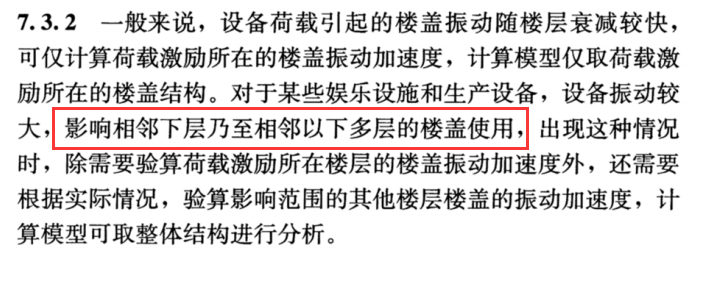 7.3.2 一般来说，设备荷载引起的楼盖振动随楼层衰减较快，
可仅计算荷载激励所在的楼盖振动加速度，计算模型仅取荷载激
励所在的楼盖结构。对于某些娱乐设施和生产设备，设备振动较
大，影响相邻下层乃至相邻以下多层的楼盖使用，出现这种情况
时，除需要验算荷载激励所在楼层的楼盖振动加速度外，还需要
根据实际情况，验算影响范围的其他楼层楼盖的振动加速度，计
算模型可取整体结构进行分析。